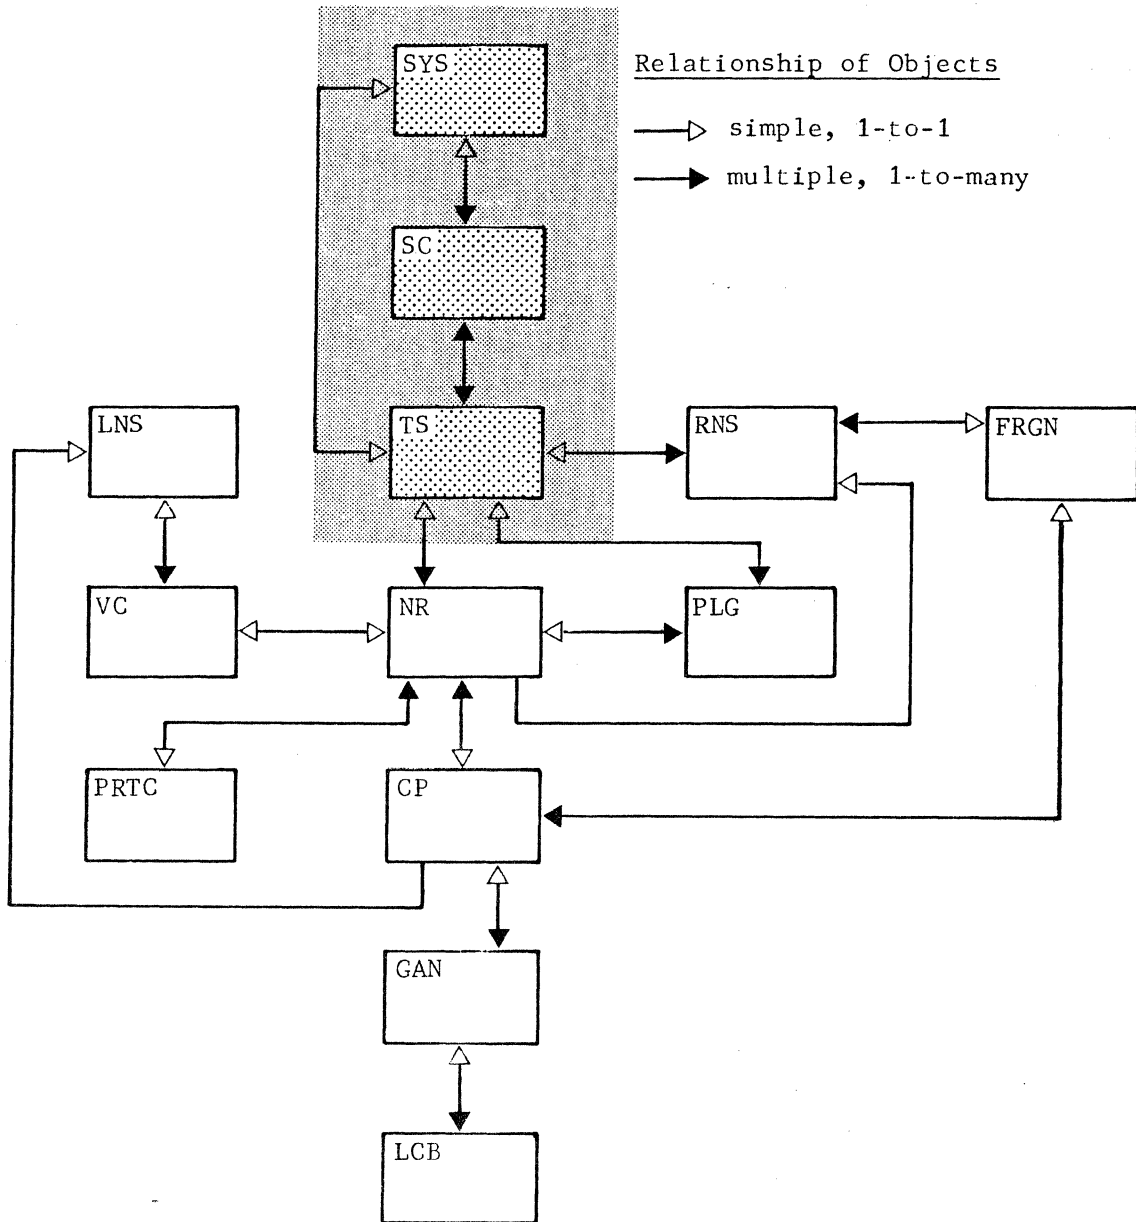 SYS
Relationship of Objects
simple, 1-to-1
multiple, 1-to-many
SC
LNS
TS
RNS
FRGN
VC
NR
PLG
PRTC
CP
GAN
LCB